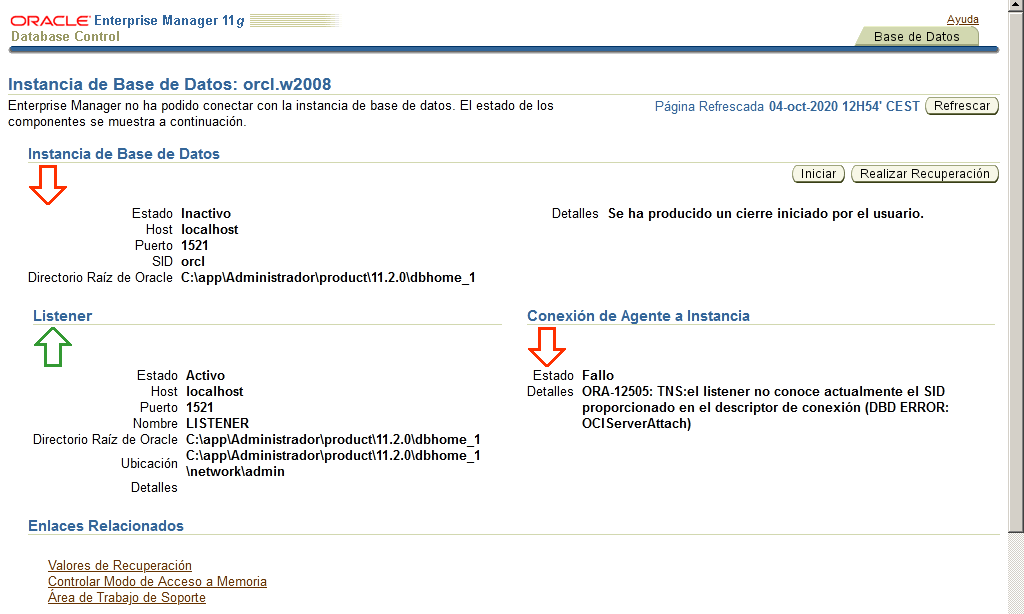 ORACLE Enterprise Manager 11g
Ayuda
Database Control
Base de Datos
Instancia de Base de Datos: orcl.w2008
Enterprise Manager no ha podido conectar con la instancia de base de datos. El estado de los
componentes se muestra a continuación.
Página Refrescada 04-oct-2020 12H54' CEST Refrescar
Instancia de Base de Datos
Iniciar Realizar Recuperación
Estado Inactivo
Host localhost
Puerto 1521
SID orcl
Directorio Raíz de Oracle C:\app\Administrador\product\11.2.0\dbhome_1
Detalles Se ha producido un cierre iniciado por el usuario.
Listener
Estado Activo
Host localhost
Puerto 1521
Nombre LISTENER
Directorio Raíz de Oracle C:\app\Administrador\product\11.2.0\dbhome_1
Ubicación C:\app\Administrador\product\11.2.0\dbhome_1
\network\admin
Detalles
Conexión de Agente a Instancia
Estado Fallo
Detalles ORA-12505: TNS:el listener no conoce actualmente el SID
proporcionado en el descriptor de conexión (DBD ERROR:
OCIServerAttach)
Enlaces Relacionados
Valores de Recuperación
Controlar Modo de Acceso a Memoria
Área de Trabajo de Soporte